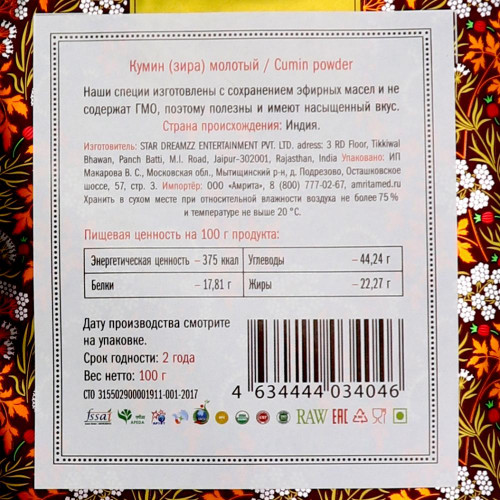 Кумин (зира) молотый / Cumin powder
Наши специи изготовлены с сохранением эфирных масел и не
содержат ГМО, поэтому полезны и имеют насыщенный вкус.
Страна происхождения: Индия.
Изготовитель: STAR DREAMZZ ENTERTAINMENT PVT. LTD. adress: 3 RD Floor, Tikkiwal
Bhawan, Panch Batti, M.I. Road, Jaipur-302001, Rajasthan, India Упаковано: ИП
Макарова В. С., Московская обл., Мытищинский р-н, д. Подрезово, Осташковское
шоссе, 57, стр. 3. Импортёр: ООО «Амрита», 8 (800) 777-02-67, amritamed.ru
Хранить в сухом месте при относительной влажности воздуха не более 75 %
и температуре не выше 20 °С.
Пищевая ценность на 100 г продукта:
Энергетическая ценность – 375 ккал
Углеводы – 44,24 г
Белки – 17,81 г
Жиры – 22,27 г
Дату производства смотрите
на упаковке.
Срок годности: 2 года
Вес нетто: 100 г
СТО 3155029000019​11-001-2017
4 634444 034046
fssai
vita
RAW EAC